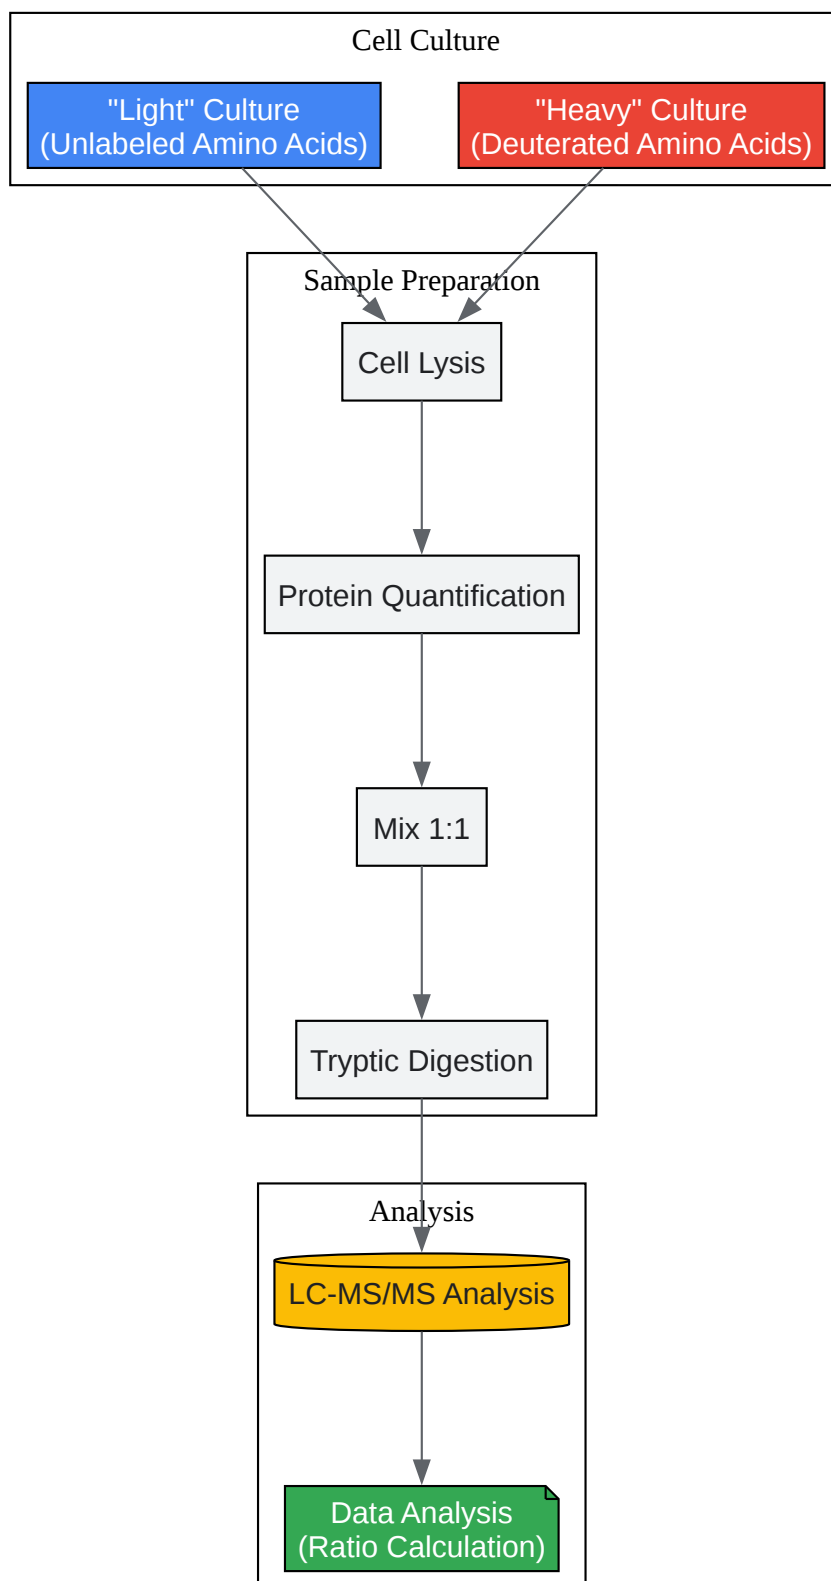 Cell Culture
"Light" Culture
(Unlabeled Amino Acids)
"Heavy" Culture
(Deuterated Amino Acids)
Sample Preparation
Cell Lysis
Protein Quantification
Mix 1:1
Tryptic Digestion
Analysis
LC-MS/MS Analysis
Data Analysis
(Ratio Calculation)